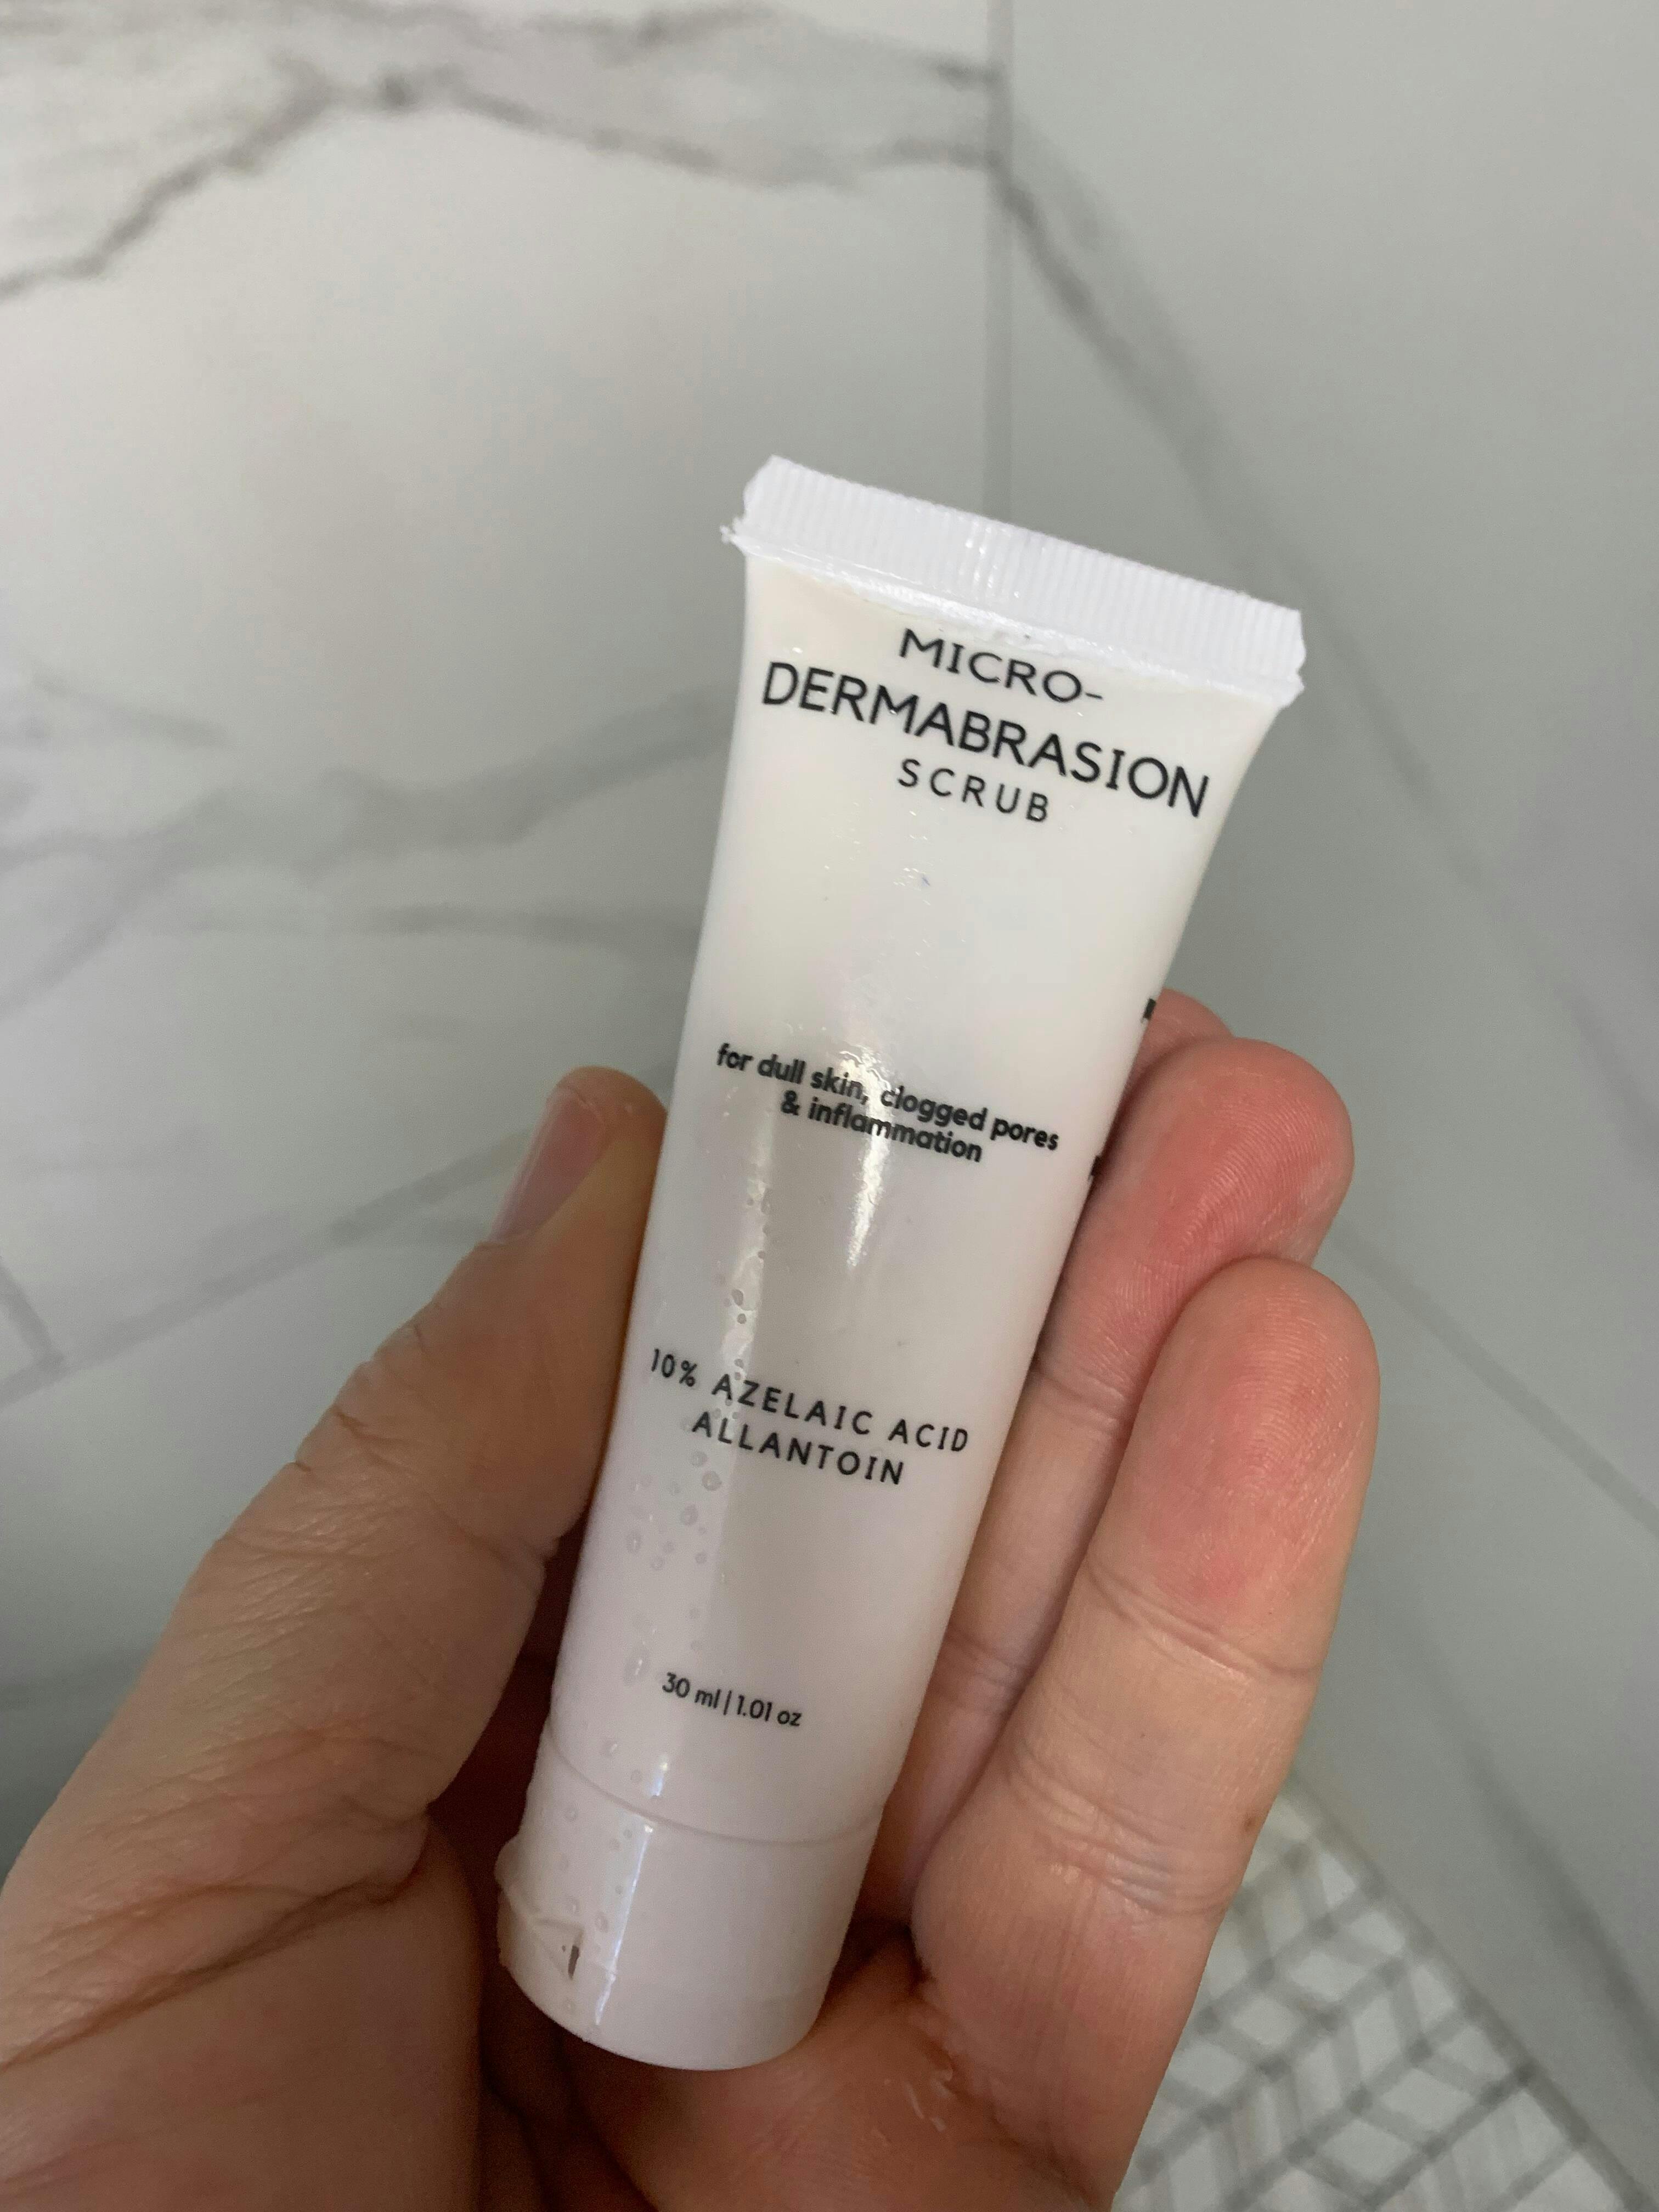 MICRO-
DERMABRASION
SCRUB
for dull skin, clogged pores
& inflammation
10% AZELAIC ACID
ALLANTOIN
30 ml | 1.01 oz